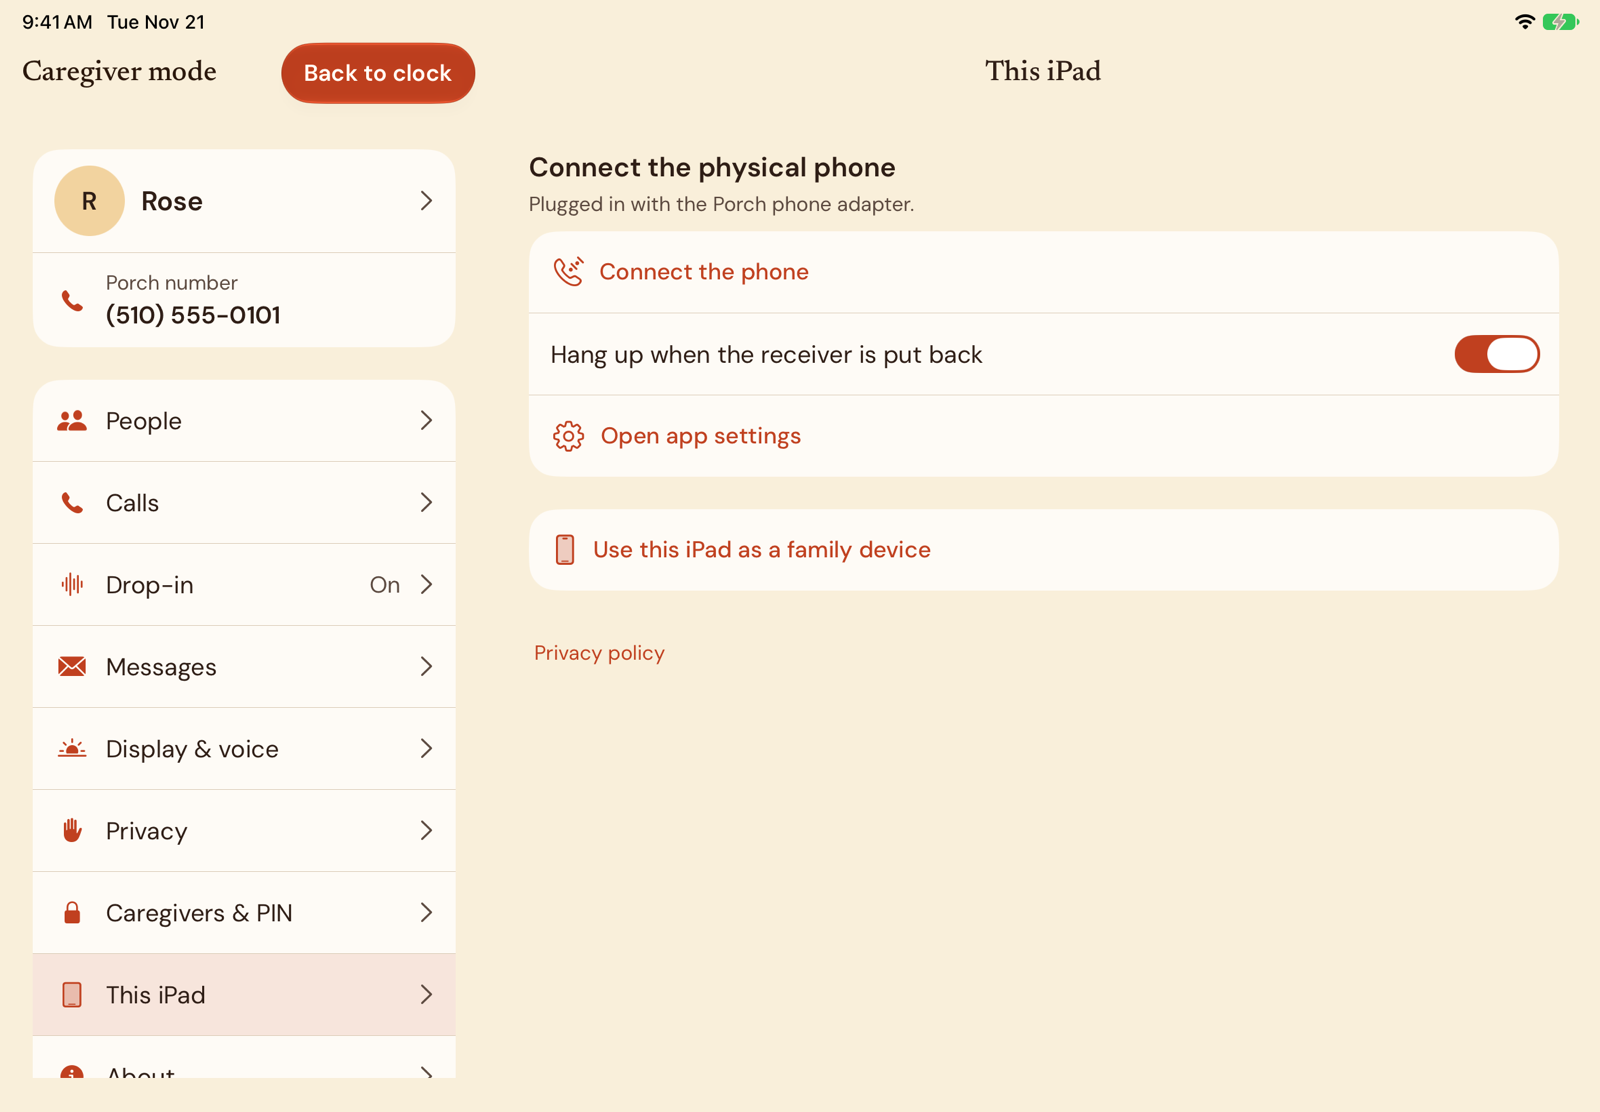 9:41 AM Tue Nov 21
Caregiver mode
Back to clock
This iPad
R
Rose
Porch number
(510) 555-0101
People
Calls
Drop-in
On
Messages
Display & voice
Privacy
Caregivers & PIN
This iPad
About
Connect the physical phone
Plugged in with the Porch phone adapter.
Connect the phone
Hang up when the receiver is put back
Open app settings
Use this iPad as a family device
Privacy policy